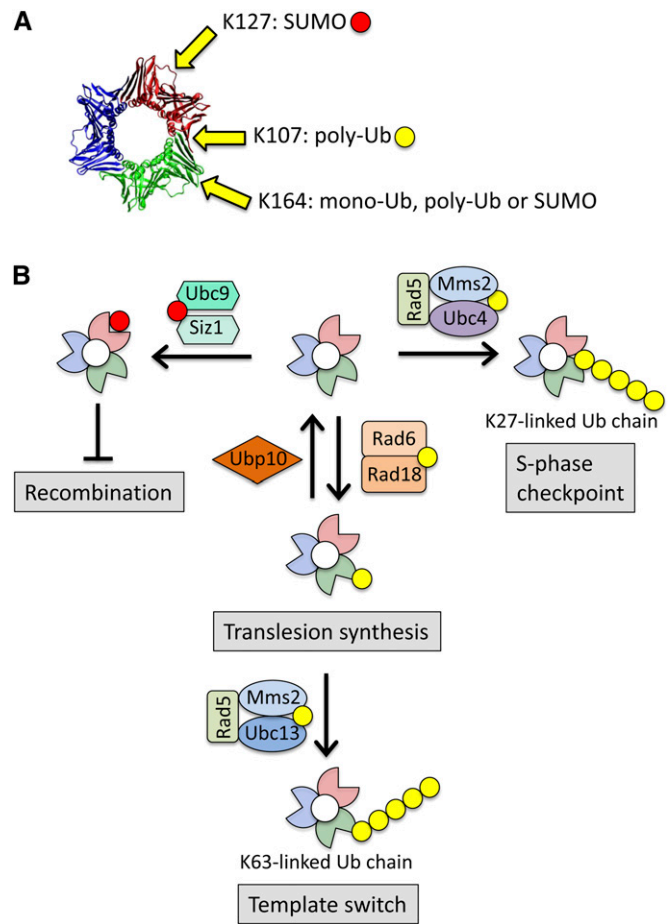 A
K127: SUMO
K107: poly-Ub
K164: mono-Ub, poly-Ub or SUMO
B
Ubc9
Siz1
Rad5
Mms2
Ubc4
K27-linked Ub chain
Recombination
Ubp10
Rad6
Rad18
S-phase
checkpoint
Translesion synthesis
Rad5
Mms2
Ubc13
K63-linked Ub chain
Template switch